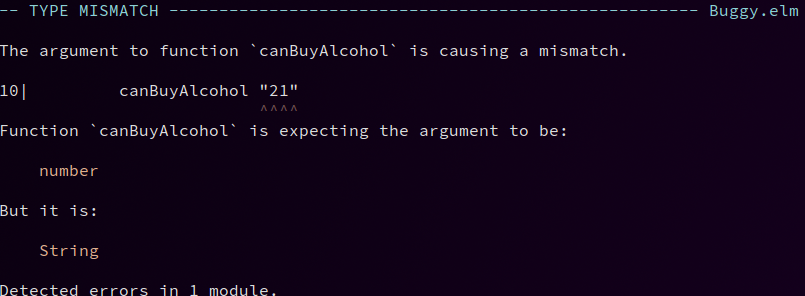 -- TYPE MISMATCH ----------------------------------------------------- Buggy.elm
The argument to function `canBuyAlcohol` is causing a mismatch.
10|         canBuyAlcohol "21"
                          ^^^^
Function `canBuyAlcohol` is expecting the argument to be:
    number
But it is:
    String
Detected errors in 1 module.